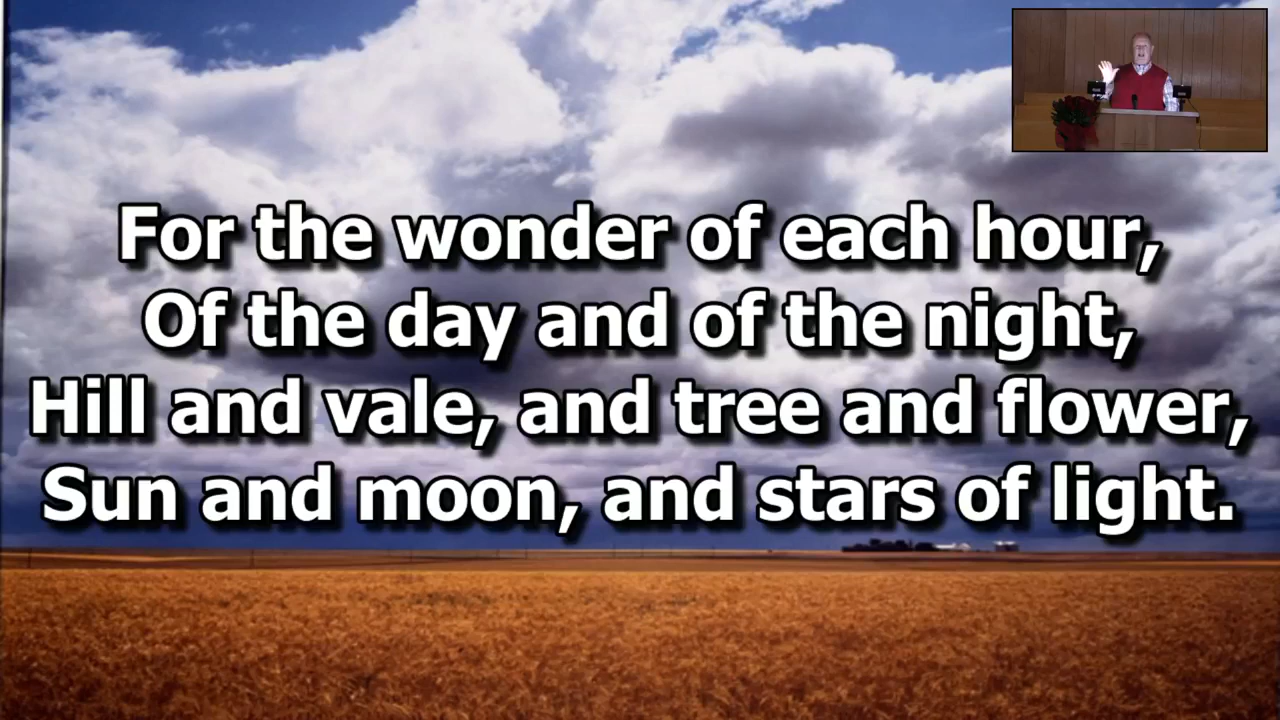 For the wonder of each hour,
Of the day and of the night,
Hill and vale, and tree and flower,
Sun and moon, and stars of light.